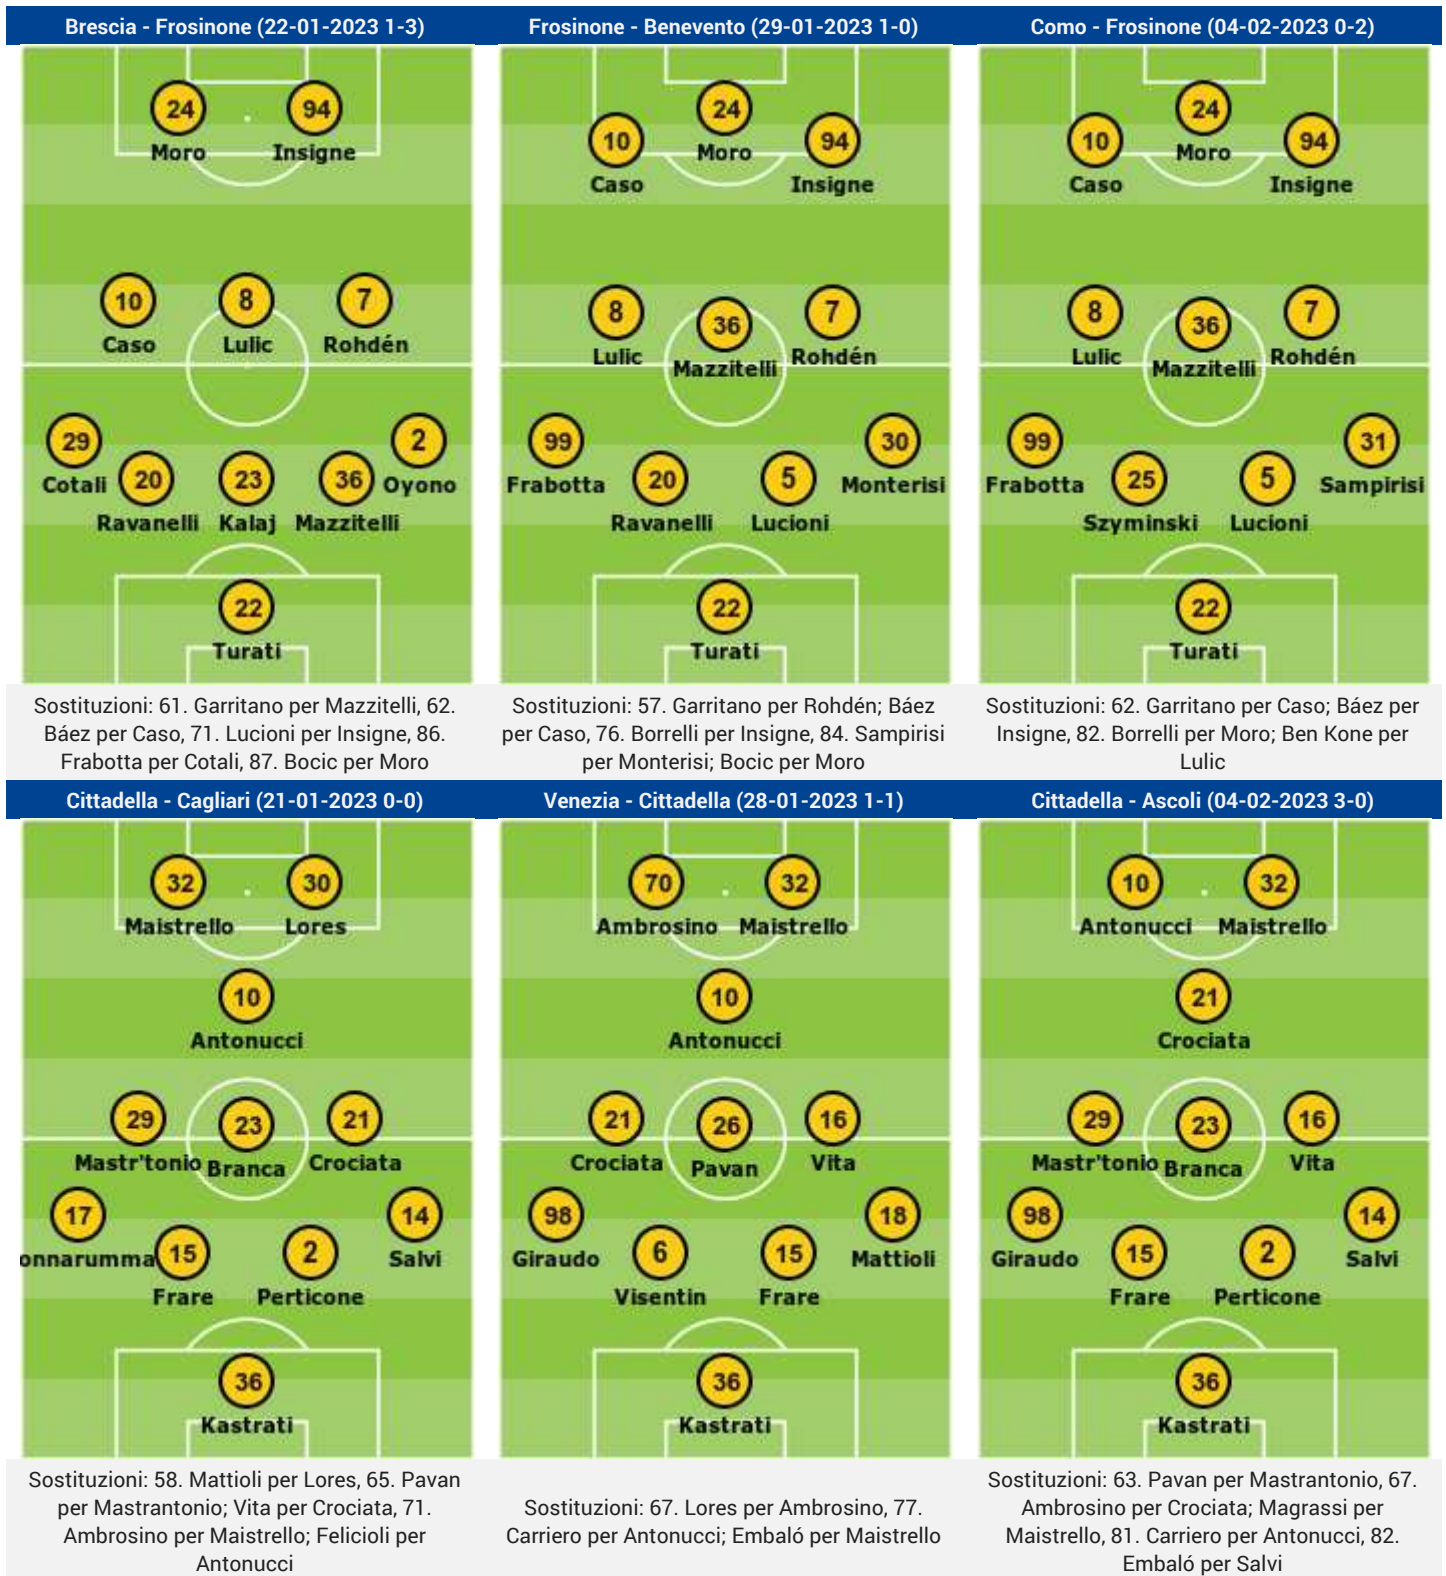 Brescia - Frosinone (22-01-2023 1-3)
24 94
Moro Insigne
10 8 7
Caso Lulic Rohdén
29 2
Cotali 20 23 36 Oyono
Ravanelli Kalaj Mazzitelli
22
Turati
Sostituzioni: 61. Garritano per Mazzitelli, 62.
Báez per Caso, 71. Lucioni per Insigne, 86.
Frabotta per Cotali, 87. Bocic per Moro
Frosinone - Benevento (29-01-2023 1-0)
24
10 Moro 94
Caso Insigne
8 36 7
Lulic Mazzitelli Rohdén
99 30
Frabotta 20 5 Monterisi
Ravanelli Lucioni
22
Turati
Sostituzioni: 57. Garritano per Rohdén; Báez
per Caso, 76. Borrelli per Insigne, 84. Sampirisi
per Monterisi; Bocic per Moro
Como - Frosinone (04-02-2023 0-2)
24
10 Moro 94
Caso Insigne
8 36 7
Lulic Mazzitelli Rohdén
99 31
Frabotta 25 5 Sampirisi
Szyminski Lucioni
22
Turati
Sostituzioni: 62. Garritano per Caso; Báez per
Insigne, 82. Borrelli per Moro; Ben Kone per
Lulic
Cittadella - Cagliari (21-01-2023 0-0)
32 30
Maistrello Lores
10
Antonucci
29 23 21
Mastr'tonio Branca Crociata
17 14
onnarumma 15 2 Salvi
Frare Perticone
36
Kastrati
Sostituzioni: 58. Mattioli per Lores, 65. Pavan
per Mastrantonio; Vita per Crociata, 71.
Ambrosino per Maistrello; Felicioli per
Antonucci
Venezia - Cittadella (28-01-2023 1-1)
70 32
Ambrosino Maistrello
10
Antonucci
21 26 16
Crociata Pavan Vita
98 18
Giraudo 6 15 Mattioli
Visentin Frare
36
Kastrati
Sostituzioni: 67. Lores per Ambrosino, 77.
Carriero per Antonucci; Embaló per Maistrello
Cittadella - Ascoli (04-02-2023 3-0)
10 32
Antonucci Maistrello
21
Crociata
29 23 16
Mastr'tonio Branca Vita
98 14
Giraudo 15 2 Salvi
Frare Perticone
36
Kastrati
Sostituzioni: 63. Pavan per Mastrantonio, 67.
Ambrosino per Crociata; Magrassi per
Maistrello, 81. Carriero per Antonucci, 82.
Embaló per Salvi